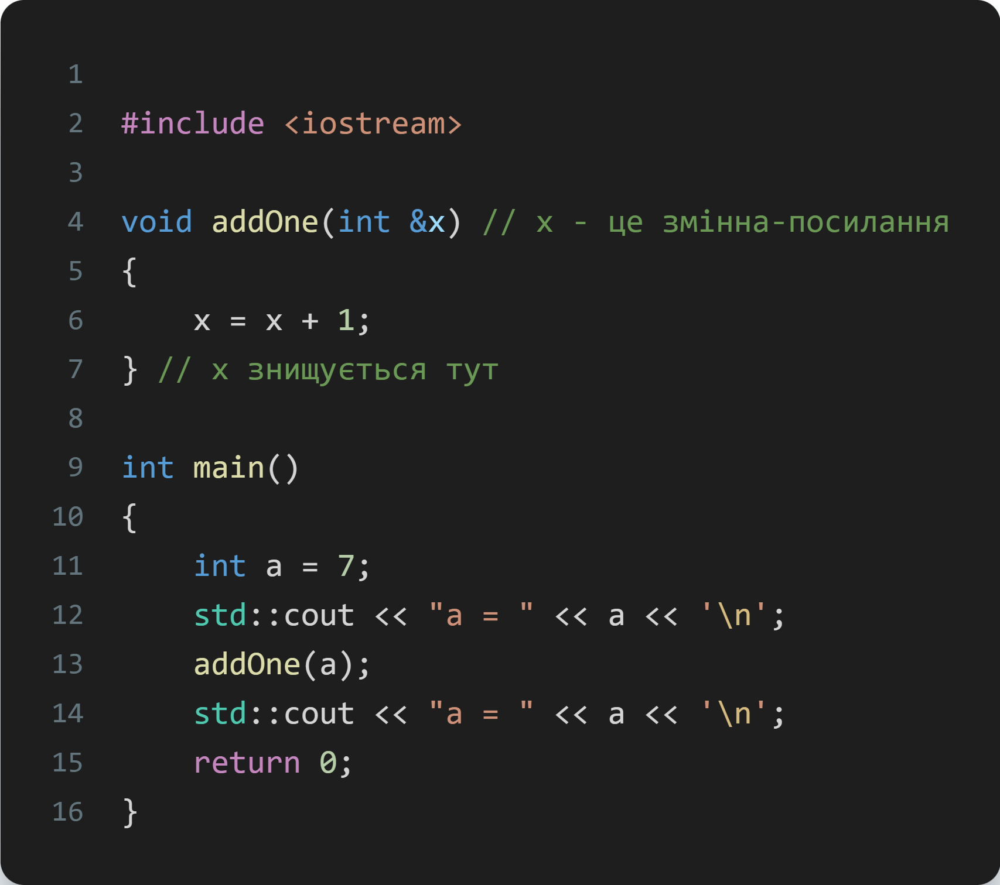 1
2 #include <iostream>
3
4 void addOne(int &x) // x - це змінна-посилання
5 {
6     x = x + 1;
7 } // x знищується тут
8
9 int main()
10 {
11     int a = 7;
12     std::cout << "a = " << a << '\n';
13     addOne(a);
14     std::cout << "a = " << a << '\n';
15     return 0;
16 }